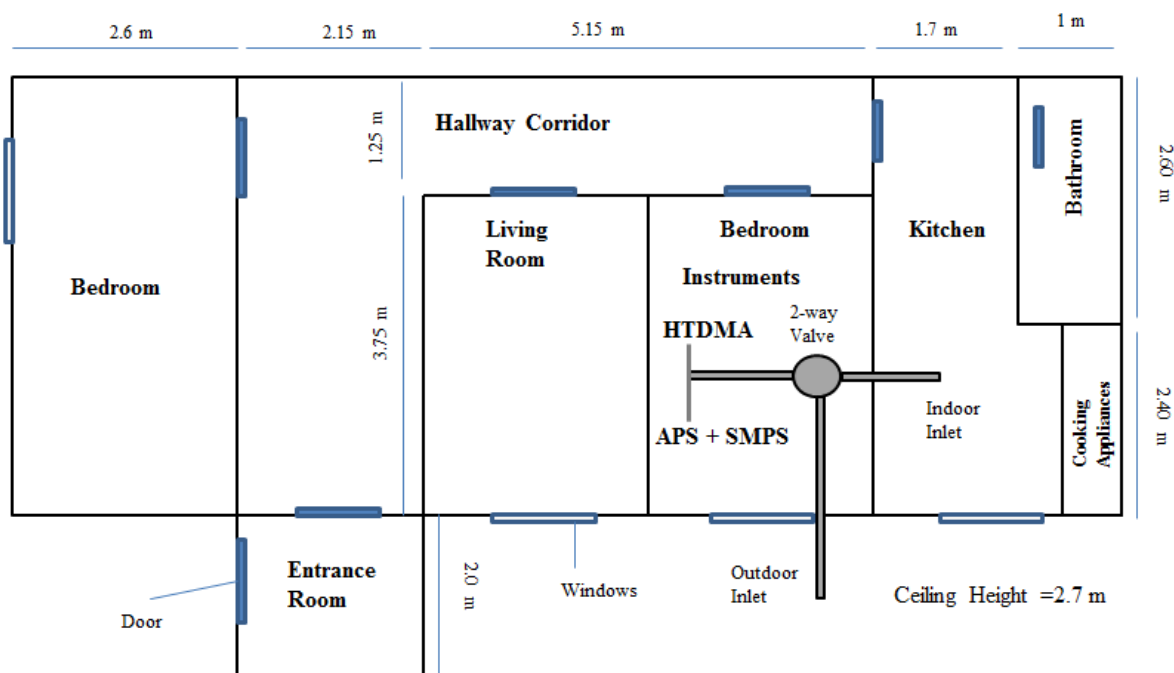 2.6 m
2.15 m
5.15 m
1.7 m
1 m
Hallway Corridor
1.25 m
Bathroom
2.60 m
Living
Room
Bedroom
Kitchen
Bedroom
Instruments
3.75 m
HTDMA
2-way
Valve
APS + SMPS
Indoor
Inlet
Cooking
Appliances
2.40 m
Entrance
Room
2.0 m
Windows
Outdoor
Inlet
Ceiling Height =2.7 m
Door